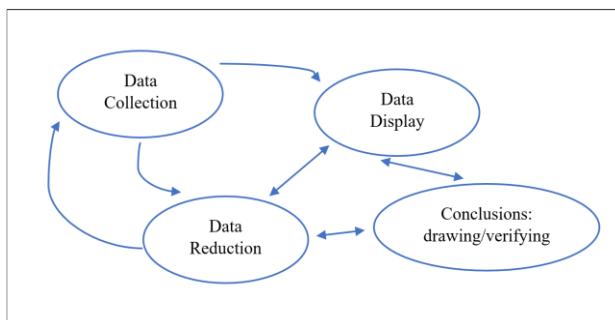 Data
Collection
Data
Display
Data
Reduction
Conclusions:
drawing/verifying